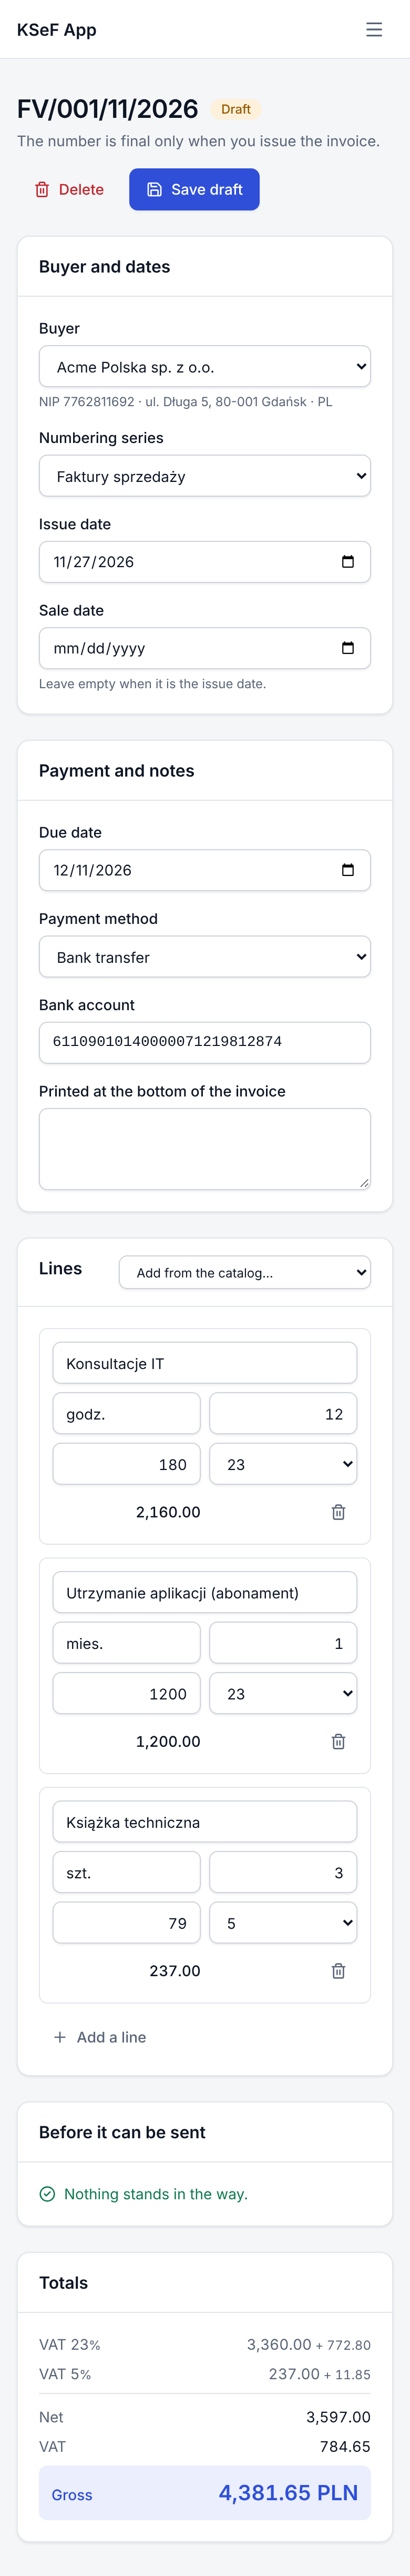 KSeF App
FV/001/11/2026 Draft
The number is final only when you issue the invoice.
Delete Save draft
Buyer and dates
Buyer
Acme Polska sp. z o.o.
NIP 7762811692 · ul. Długa 5, 80-001 Gdańsk · PL
Numbering series
Faktury sprzedaży
Issue date
11/27/2026
Sale date
mm/dd/yyyy
Leave empty when it is the issue date.
Payment and notes
Due date
12/11/2026
Payment method
Bank transfer
Bank account
61109010140000071219812874
Printed at the bottom of the invoice
Lines Add from the catalog...
Konsultacje IT
godz. 12
180 23
2,160.00
Utrzymanie aplikacji (abonament)
mies. 1
1200 23
1,200.00
Książka techniczna
szt. 3
79 5
237.00
Add a line
Before it can be sent
Nothing stands in the way.
Totals
VAT 23% 3,360.00 + 772.80
VAT 5% 237.00 + 11.85
Net 3,597.00
VAT 784.65
Gross 4,381.65 PLN